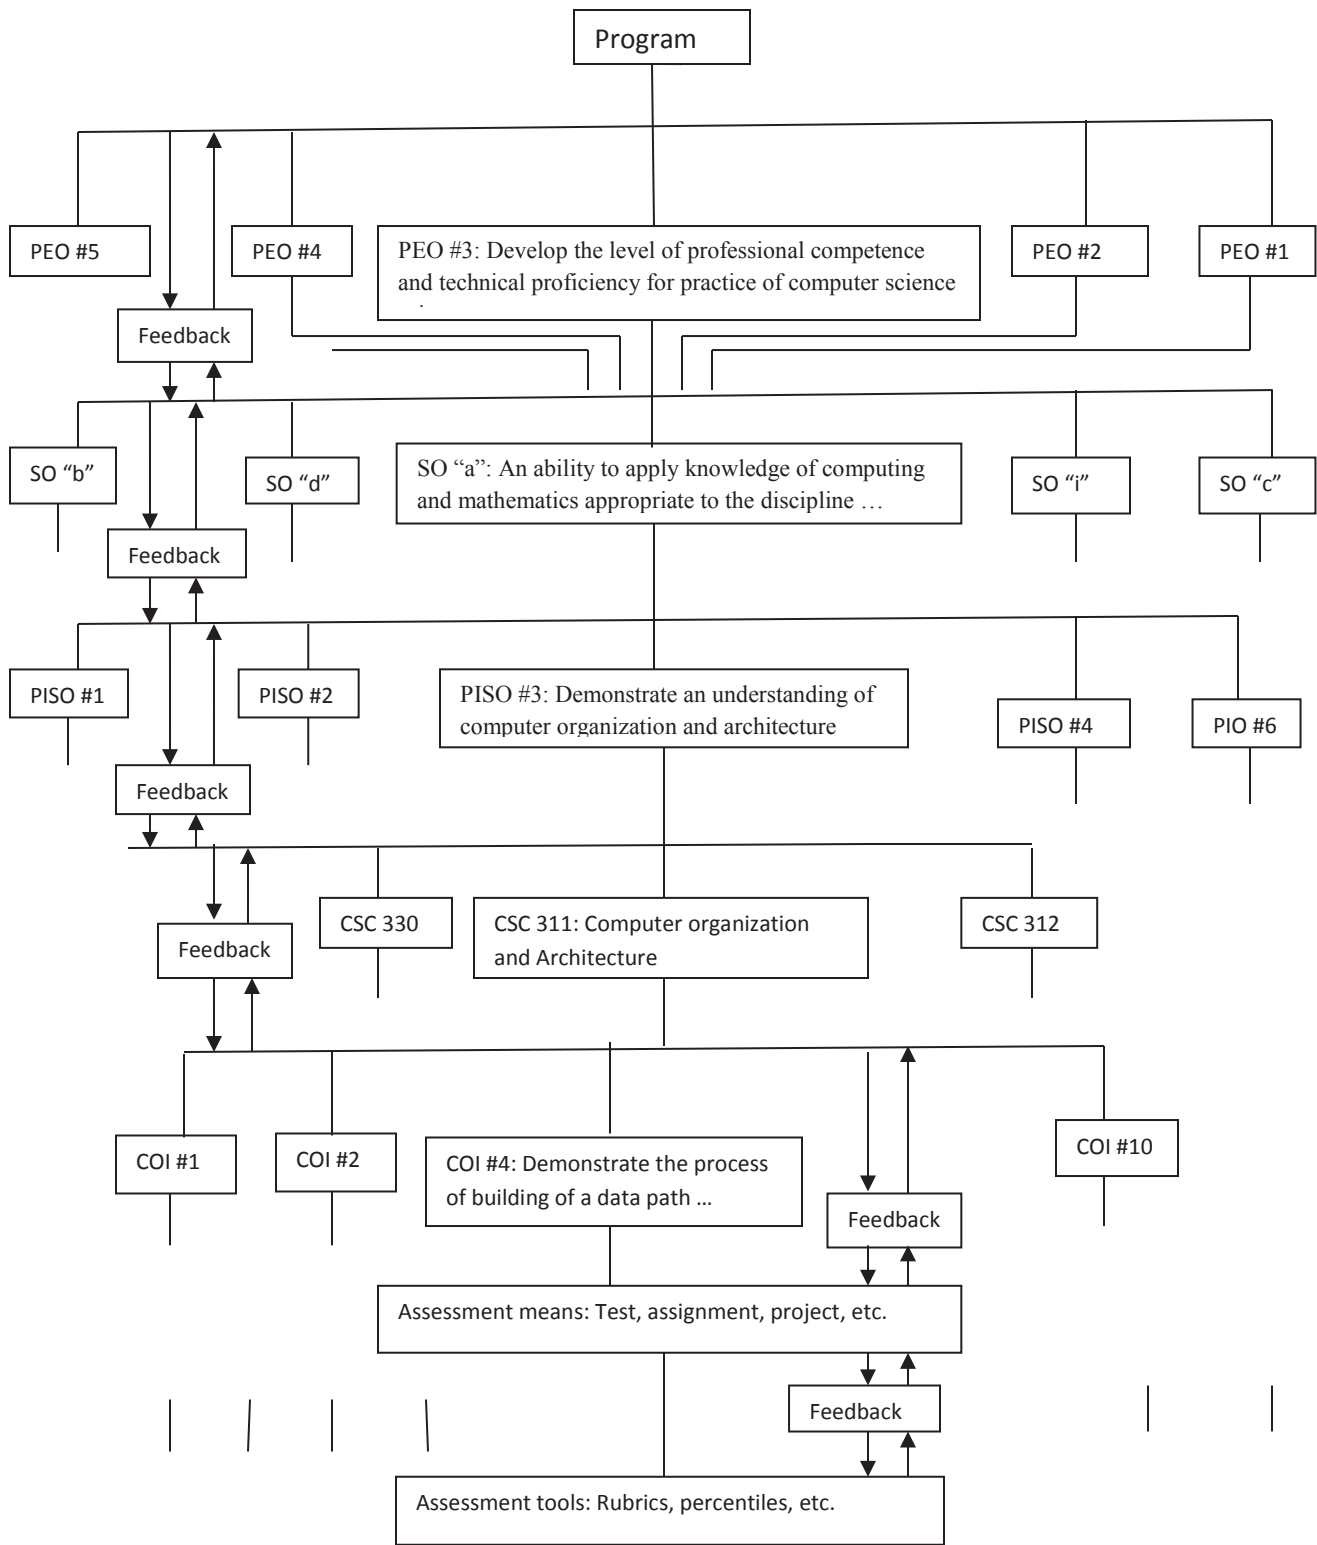 Program
PEO #5
PEO #4
PEO #3: Develop the level of professional competence
and technical proficiency for practice of computer science
PEO #2
PEO #1
Feedback
SO “b”
SO “d”
SO “a”: An ability to apply knowledge of computing
and mathematics appropriate to the discipline …
SO “i”
SO “c”
Feedback
PISO #1
PISO #2
PISO #3: Demonstrate an understanding of
computer organization and architecture
PISO #4
PIO #6
Feedback
CSC 330
CSC 311: Computer organization
and Architecture
CSC 312
Feedback
COI #1
COI #2
COI #4: Demonstrate the process
of building of a data path …
COI #10
Feedback
Assessment means: Test, assignment, project, etc.
Feedback
Assessment tools: Rubrics, percentiles, etc.